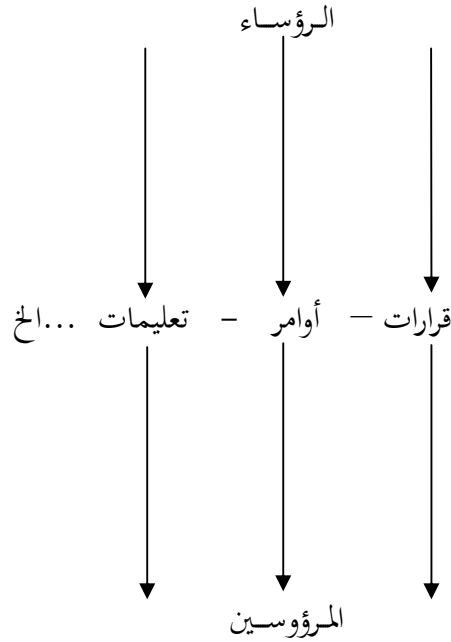 الرؤساء
قرارات – أوامر – تعليمات ...الخ
المرؤوسين